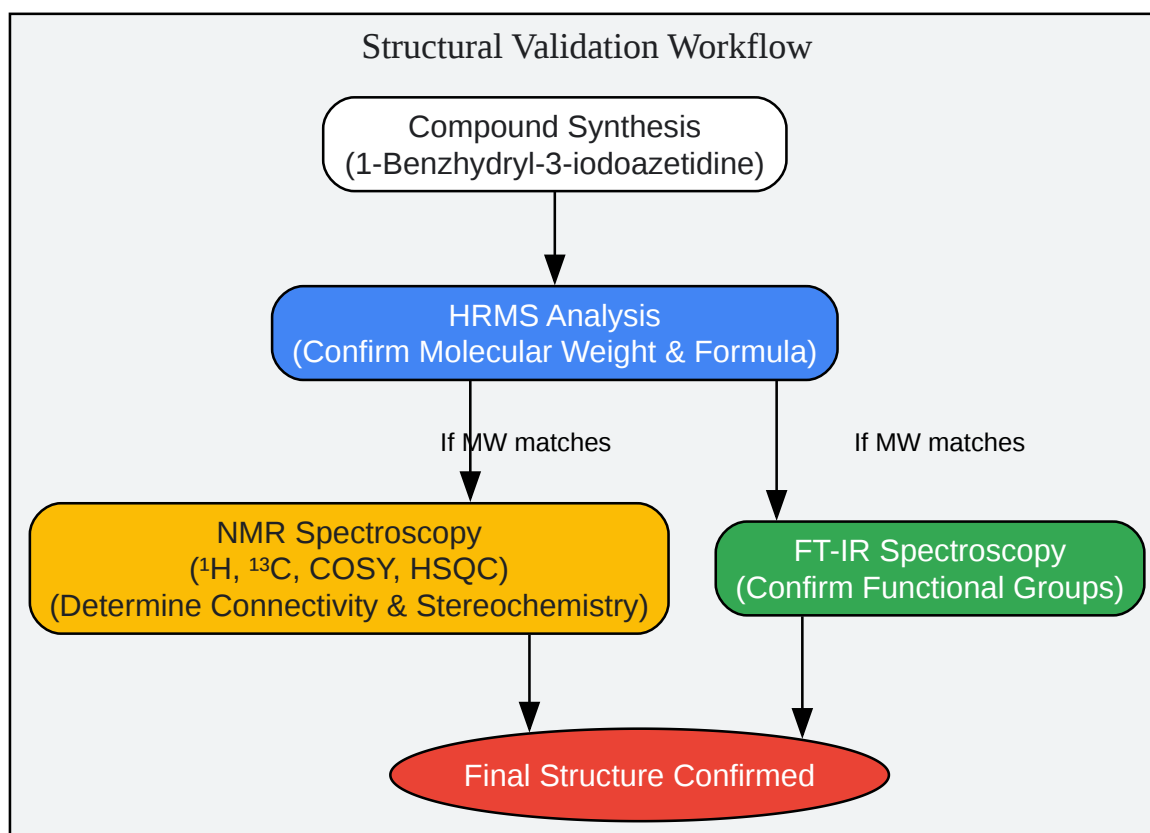 Structural Validation Workflow
Compound Synthesis
(1-Benzhydryl-3-iodoazetidine)
HRMS Analysis
(Confirm Molecular Weight & Formula)
If MW matches
If MW matches
NMR Spectroscopy
(¹H, ¹³C, COSY, HSQC)
(Determine Connectivity & Stereochemistry)
FT-IR Spectroscopy
(Confirm Functional Groups)
Final Structure Confirmed